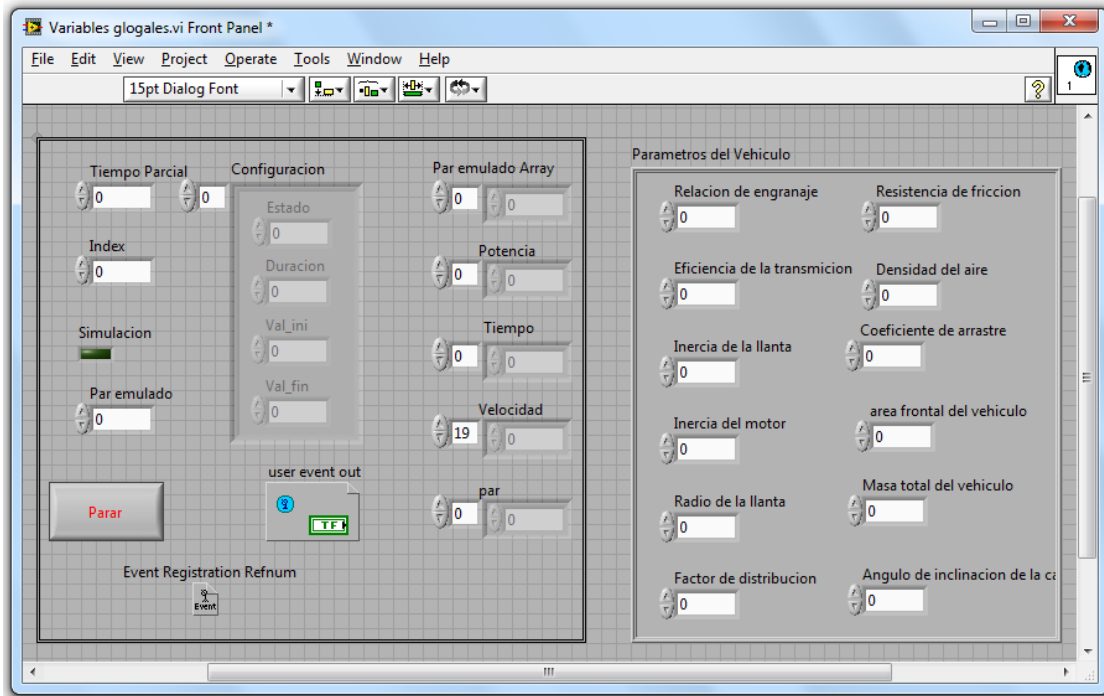 Variables glogales.vi Front Panel *
File Edit View Project Operate Tools Window Help
15pt Dialog Font
1
Tiempo Parcial
0
0
Configuracion
Estado
0
Duracion
0
Val_ini
0
Val_fin
0
Index
0
Simulacion
Par emulado
0
Parar
user event out
TF
Event Registration Refnum
Event
Par emulado Array
0 0
Potencia
0 0
Tiempo
0 0
Velocidad
19 0
par
0 0
Parametros del Vehiculo
Relacion de engranaje
0
Resistencia de friccion
0
Eficiencia de la transmicion
0
Densidad del aire
0
Inercia de la llanta
0
Coeficiente de arrastre
0
Inercia del motor
0
area frontal del vehiculo
0
Radio de la llanta
0
Masa total del vehiculo
0
Factor de distribucion
0
Angulo de inclinacion de la ca
0